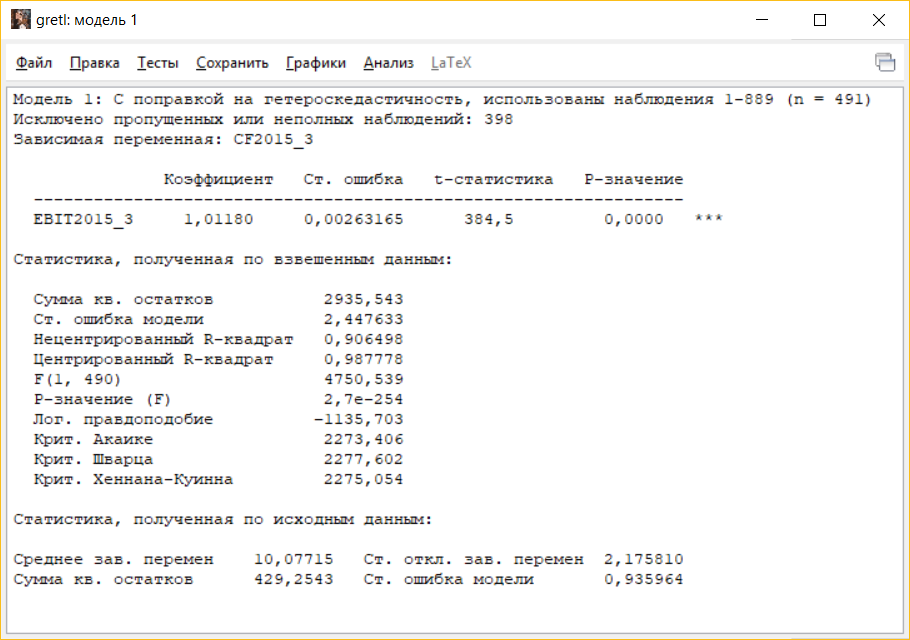 gretl: модель 1
Файл Правка Тесты Сохранить Графики Анализ LaTeX
Модель 1: С поправкой на гетероскедастичность, использованы наблюдения 1-889 (n = 491)
Исключено пропущенных или неполных наблюдений: 398
Зависимая переменная: CF2015_3
Коэффициент Ст. ошибка t-статистика P-значение
---------------------------------------------------------------
EBIT2015_3 1,01180 0,00263165 384,5 0,0000 ***
Статистика, полученная по взвешенным данным:
Сумма кв. остатков 2935,543
Ст. ошибка модели 2,447633
Нецентрированный R-квадрат 0,906498
Центрированный R-квадрат 0,987778
F(1, 490) 4750,539
P-значение (F) 2,7e-254
Лог. правдоподобие -1135,703
Крит. Акаике 2273,406
Крит. Шварца 2277,602
Крит. Хеннана-Куинна 2275,054
Статистика, полученная по исходным данным:
Среднее зав. перемен 10,07715 Ст. откл. зав. перемен 2,175810
Сумма кв. остатков 429,2543 Ст. ошибка модели 0,935964